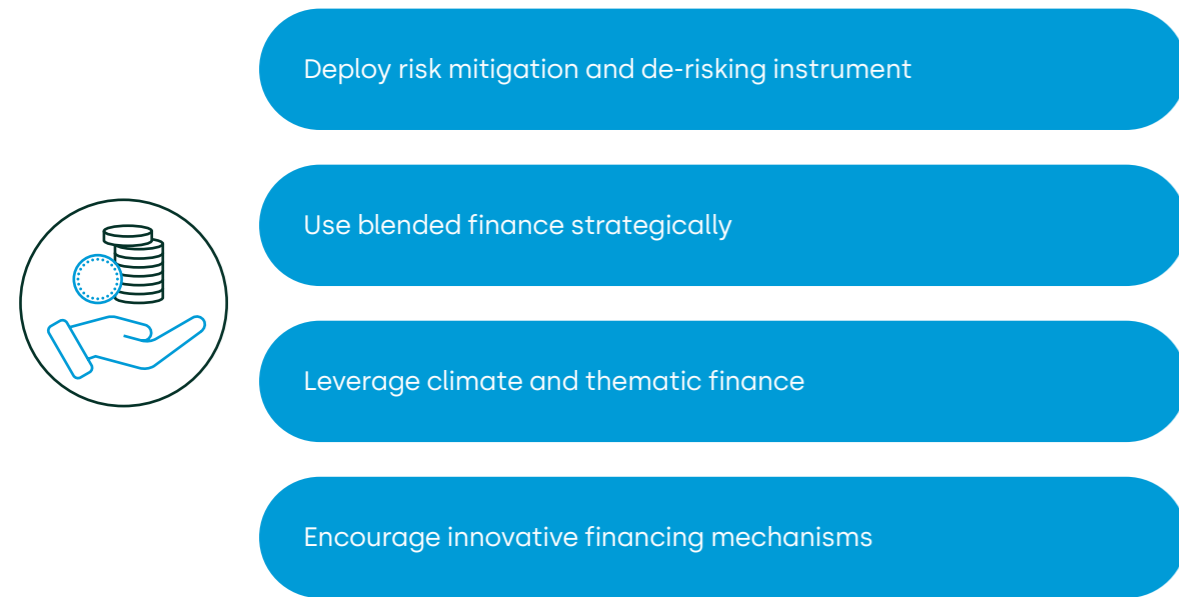 Deploy risk mitigation and de-risking instrument
Use blended finance strategically
Leverage climate and thematic finance
Encourage innovative financing mechanisms